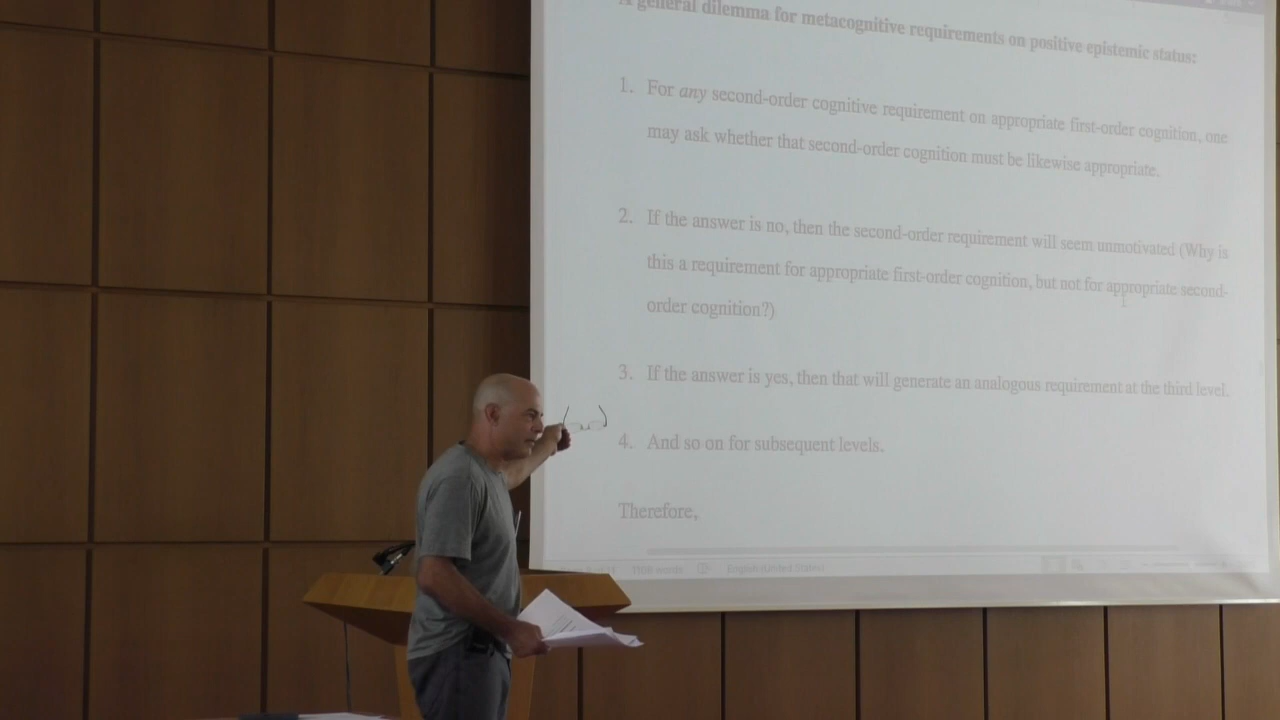 A general dilemma for metacognitive requirements on positive epistemic status:
1. For any second-order cognitive requirement on appropriate first-order cognition, one
may ask whether that second-order cognition must be likewise appropriate.
2. If the answer is no, then the second-order requirement will seem unmotivated (Why is
this a requirement for appropriate first-order cognition, but not for appropriate second-
order cognition?)
3. If the answer is yes, then that will generate an analogous requirement at the third level.
4. And so on for subsequent levels.
Therefore,
words English (United States)